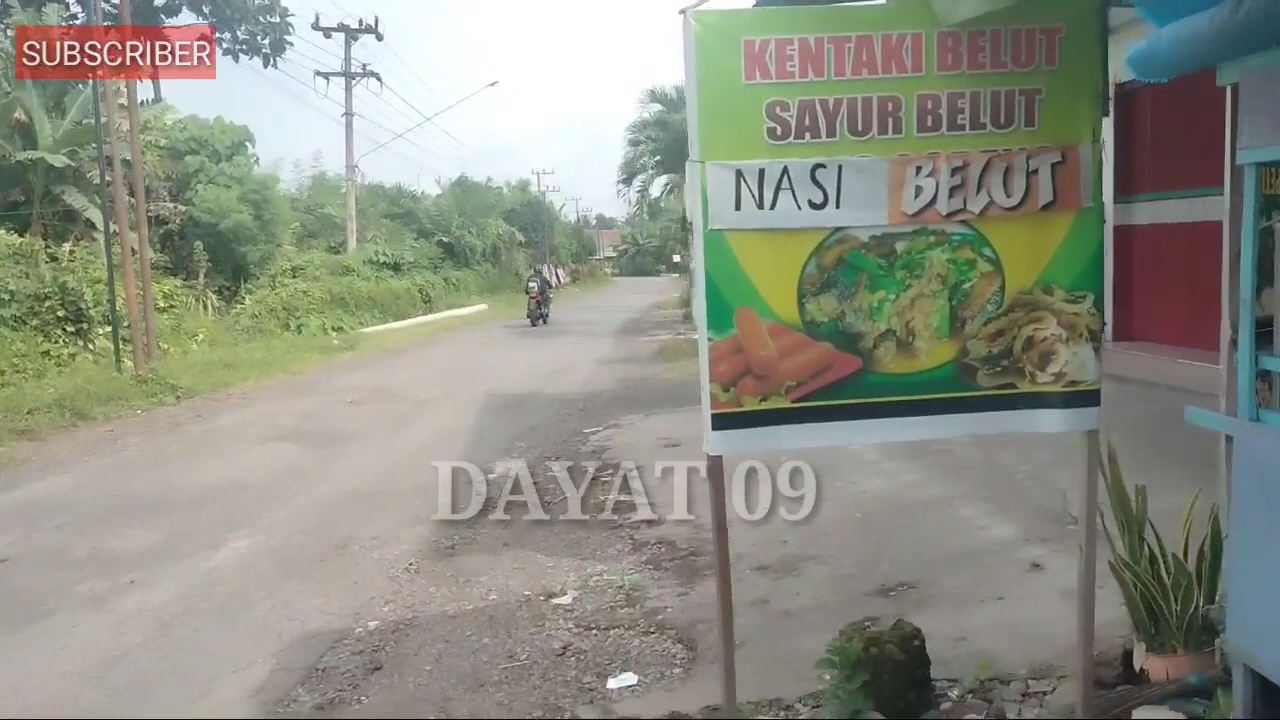 SUBSCRIBER
KENTAKI BELUT
SAYUR BELUT
NASI BELUT
DAYAT 09